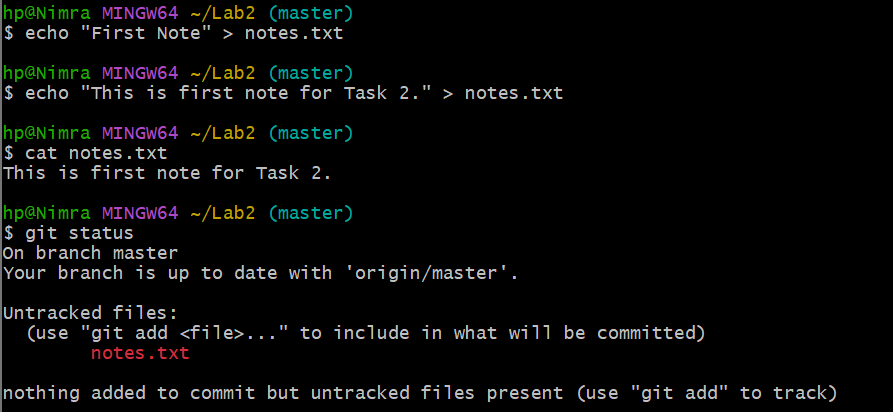 hp@Nimra MINGW64 ~/Lab2 (master)
$ echo "First Note" > notes.txt
hp@Nimra MINGW64 ~/Lab2 (master)
$ echo "This is first note for Task 2." > notes.txt
hp@Nimra MINGW64 ~/Lab2 (master)
$ cat notes.txt
This is first note for Task 2.
hp@Nimra MINGW64 ~/Lab2 (master)
$ git status
On branch master
Your branch is up to date with 'origin/master'.
Untracked files:
  (use "git add <file>..." to include in what will be committed)
        notes.txt
nothing added to commit but untracked files present (use "git add" to track)